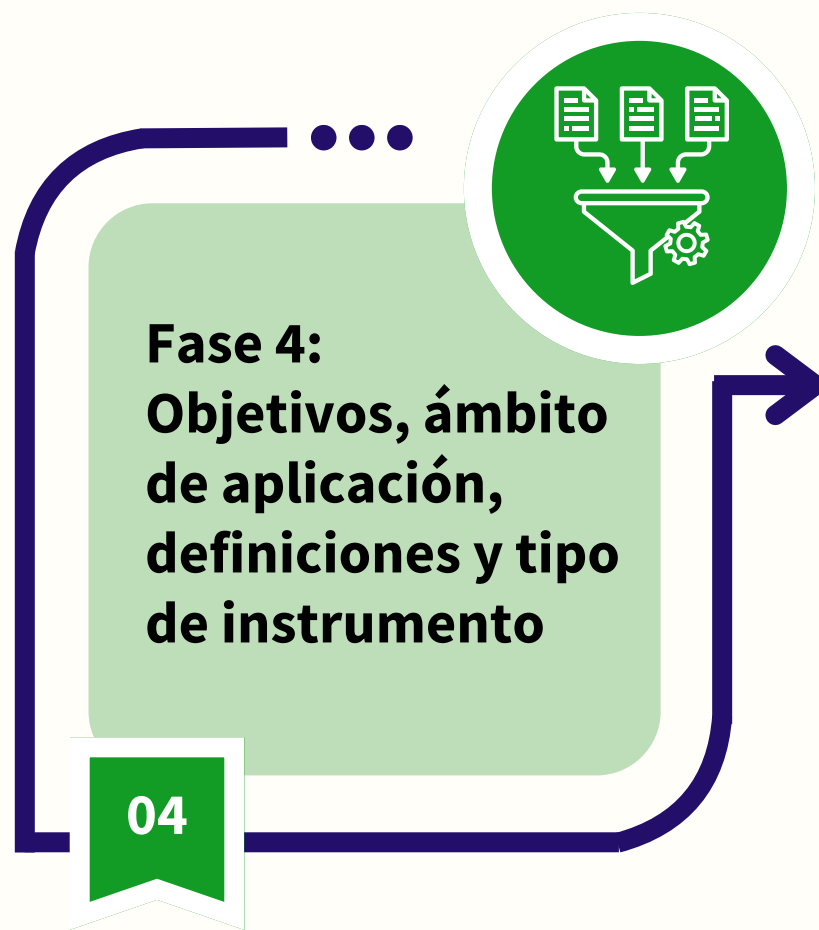 Fase 4:
Objetivos, ámbito
de aplicación,
definiciones y tipo
de instrumento
04